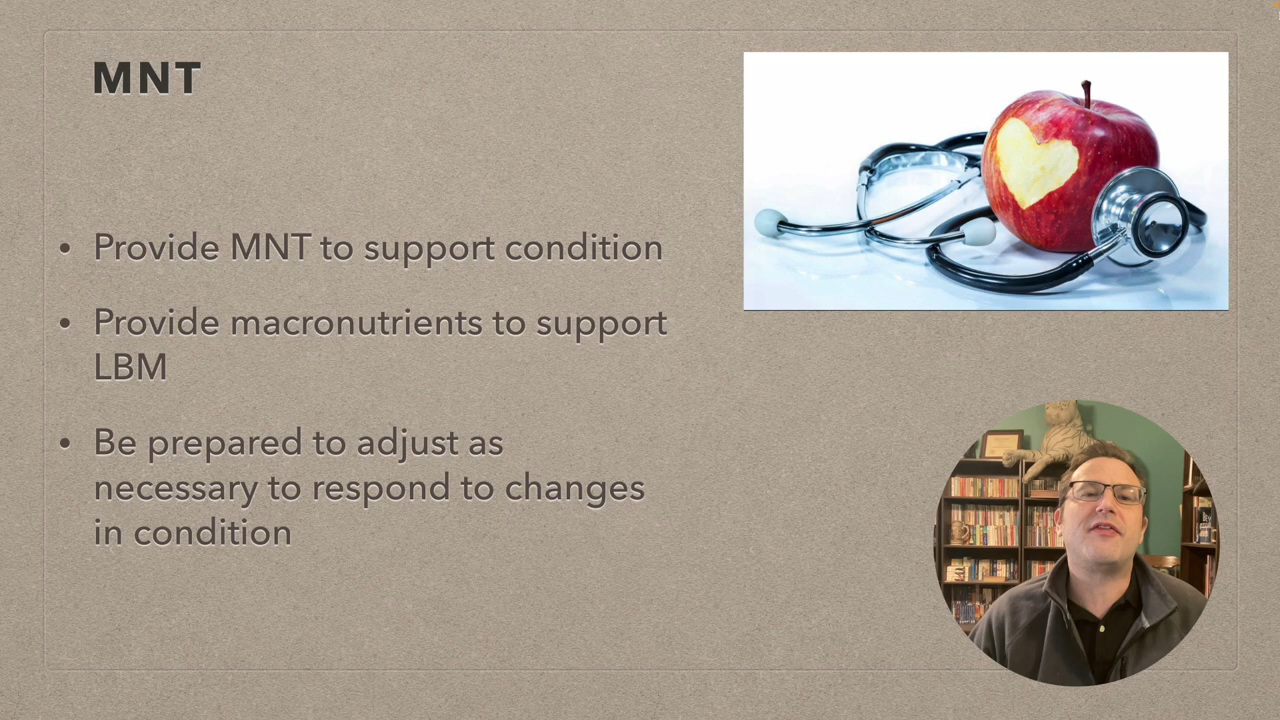 MNT
• Provide MNT to support condition
• Provide macronutrients to support
LBM
• Be prepared to adjust as
necessary to respond to changes
in condition